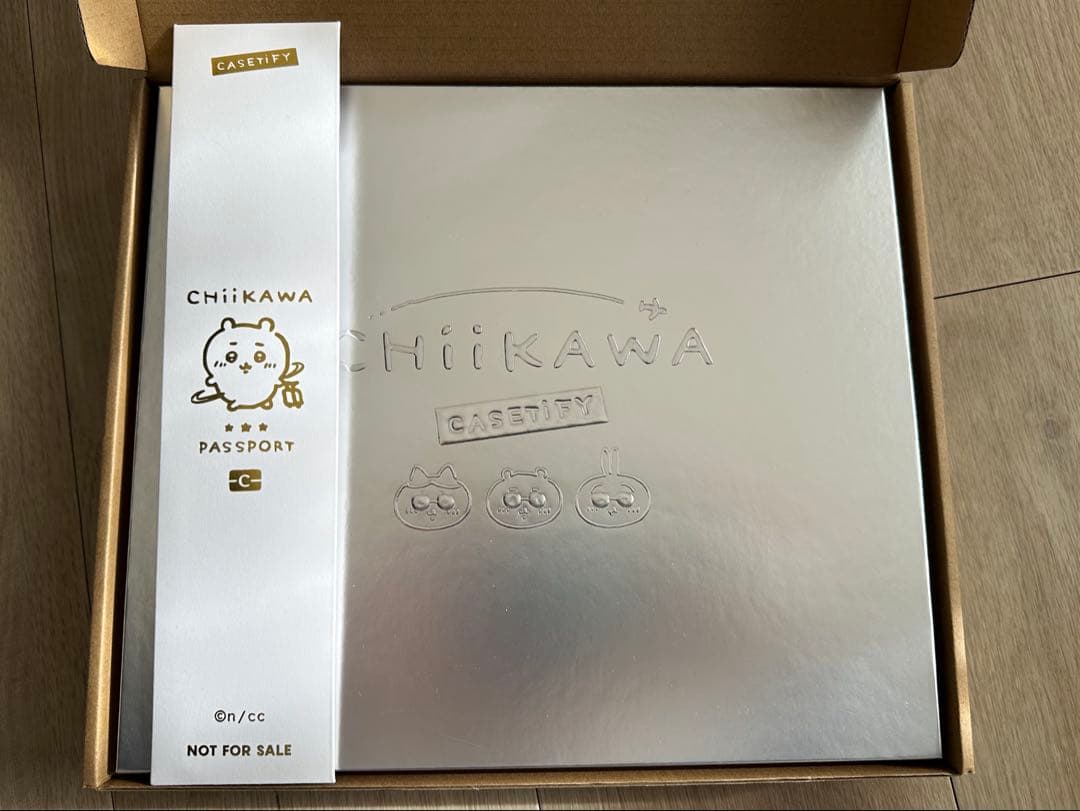 CASETiFY
CHiiKAWA
PASSPORT
C
©n/cc
NOT FOR SALE
CHiiKAWA
CASETiFY